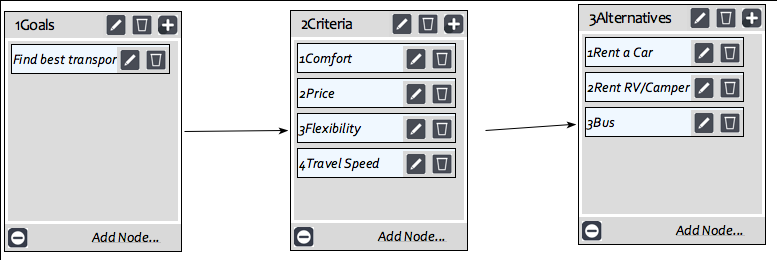 1Goals
Find best transpor
Add Node...
2Criteria
1Comfort
2Price
3Flexibility
4Travel Speed
Add Node...
3Alternatives
1Rent a Car
2Rent RV/Camper
3Bus
Add Node...